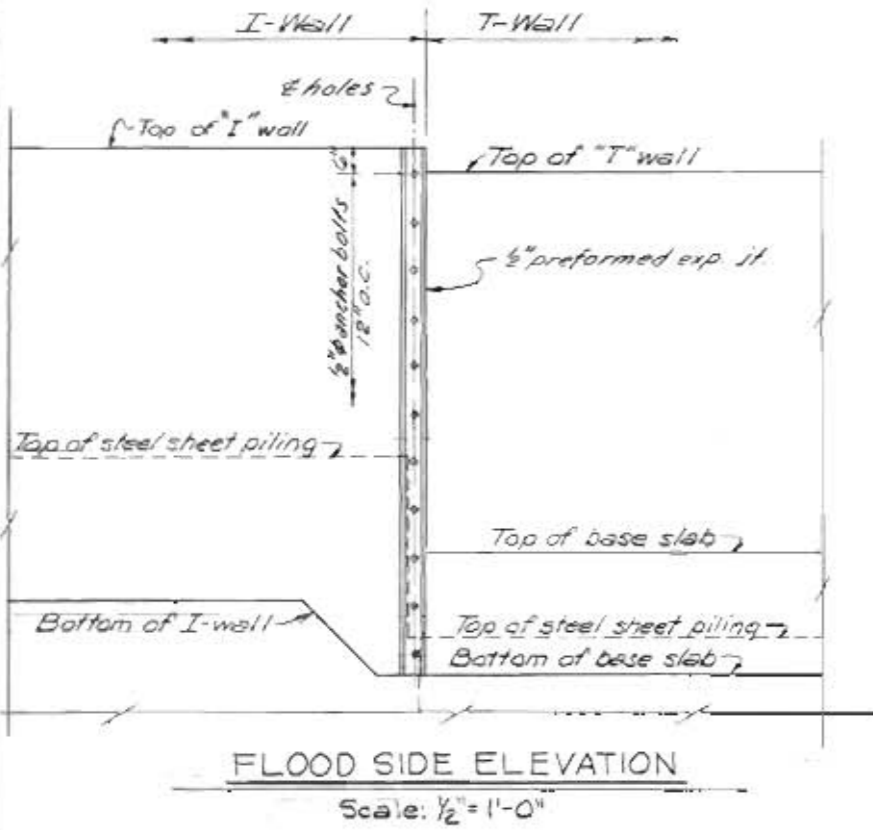 I-Wall
T-Wall
℄ holes
Top of "I" wall
6"
Top of "T" wall
½"ϕ anchor bolts
12" o.c.
½" preformed exp. jt.
Top of steel sheet piling
Top of base slab
Bottom of I-wall
Top of steel sheet piling
Bottom of base slab
FLOOD SIDE ELEVATION
Scale: ½" = 1'-0"